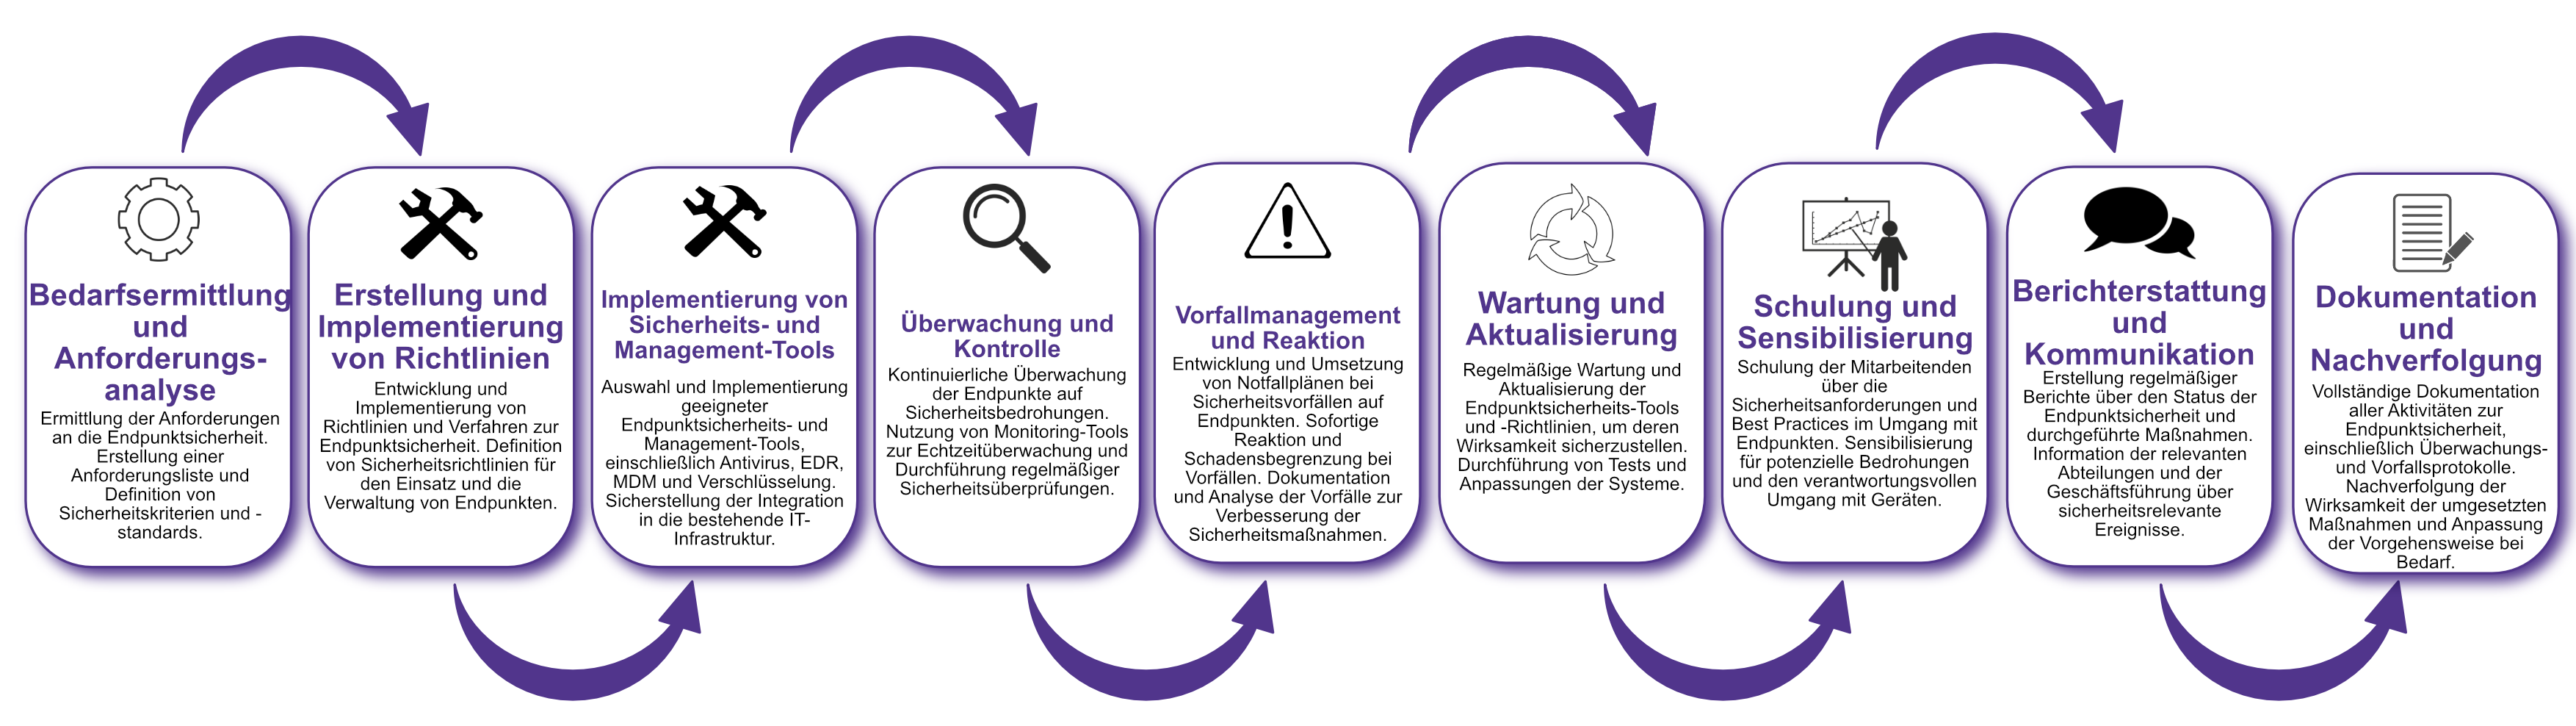 Bedarfsermittlung
und
Anforderungs-
analyse
Ermittlung der Anforderungen
an die Endpunktsicherheit.
Erstellung einer
Anforderungsliste und
Definition von
Sicherheitskriterien und -
standards.
Erstellung und
Implementierung
von Richtlinien
Entwicklung und
Implementierung von
Richtlinien und Verfahren zur
Endpunktsicherheit. Definition
von Sicherheitsrichtlinien für
den Einsatz und die
Verwaltung von Endpunkten.
Implementierung von
Sicherheits- und
Management-Tools
Auswahl und Implementierung
geeigneter
Endpunktsicherheits- und
Management-Tools,
einschließlich Antivirus, EDR,
MDM und Verschlüsselung.
Sicherstellung der Integration
in die bestehende IT-
Infrastruktur.
Überwachung und
Kontrolle
Kontinuierliche Überwachung
der Endpunkte auf
Sicherheitsbedrohungen.
Nutzung von Monitoring-Tools
zur Echtzeitüberwachung und
Durchführung regelmäßiger
Sicherheitsüberprüfungen.
Vorfallmanagement
und Reaktion
Entwicklung und Umsetzung
von Notfallplänen bei
Sicherheitsvorfällen auf
Endpunkten. Sofortige
Reaktion und
Schadensbegrenzung bei
Vorfällen. Dokumentation
und Analyse der Vorfälle zur
Verbesserung der
Sicherheitsmaßnahmen.
Wartung und
Aktualisierung
Regelmäßige Wartung und
Aktualisierung der
Endpunktsicherheits-Tools
und -Richtlinien, um deren
Wirksamkeit sicherzustellen.
Durchführung von Tests und
Anpassungen der Systeme.
Schulung und
Sensibilisierung
Schulung der Mitarbeitenden
über die
Sicherheitsanforderungen und
Best Practices im Umgang mit
Endpunkten. Sensibilisierung
für potenzielle Bedrohungen
und den verantwortungsvollen
Umgang mit Geräten.
Berichterstattung
und
Kommunikation
Erstellung regelmäßiger
Berichte über den Status der
Endpunktsicherheit und
durchgeführte Maßnahmen.
Information der relevanten
Abteilungen und der
Geschäftsführung über
sicherheitsrelevante
Ereignisse.
Dokumentation
und
Nachverfolgung
Vollständige Dokumentation
aller Aktivitäten zur
Endpunktsicherheit,
einschließlich Überwachungs-
und Vorfallsprotokolle.
Nachverfolgung der
Wirksamkeit der umgesetzten
Maßnahmen und Anpassung
der Vorgehensweise bei
Bedarf.